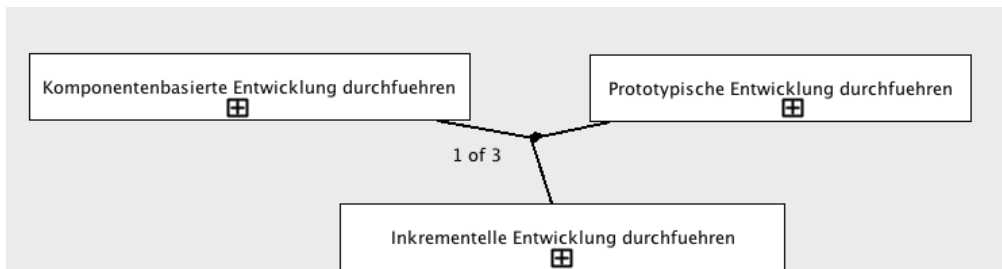 Komponentenbasierte Entwicklung durchfuehren
Prototypische Entwicklung durchfuehren
1 of 3
Inkrementelle Entwicklung durchfuehren